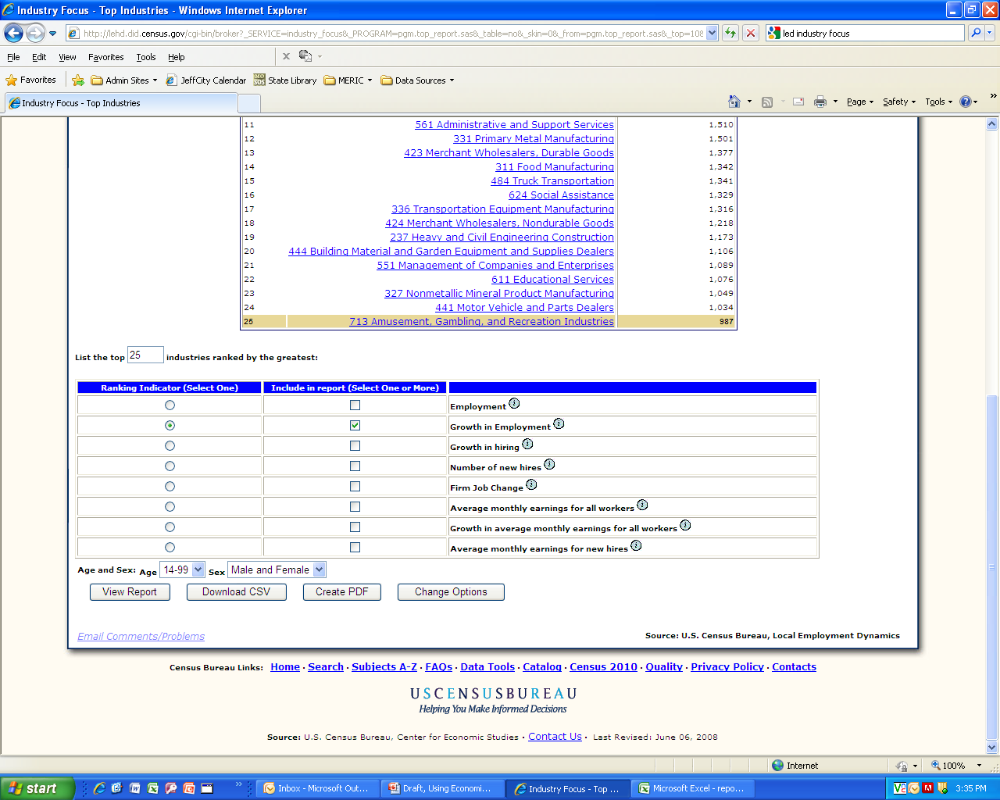 Industry Focus - Top Industries - Windows Internet Explorer
http://lehd.did.census.gov/cgi-bin/broker?_SERVICE=industry_focus&_PROGRAM=pgm.top_report.sas&_table=no&_skin=0&_from=pgm.top_report.sas&_top=108
led industry focus
File Edit View Favorites Tools Help
Favorites Admin Sites JeffCity Calendar State Library MERIC Data Sources
Industry Focus - Top Industries
Page Safety Tools
11 561 Administrative and Support Services 1,510
12 331 Primary Metal Manufacturing 1,501
13 423 Merchant Wholesalers, Durable Goods 1,377
14 311 Food Manufacturing 1,342
15 484 Truck Transportation 1,341
16 624 Social Assistance 1,329
17 336 Transportation Equipment Manufacturing 1,316
18 424 Merchant Wholesalers, Nondurable Goods 1,218
19 237 Heavy and Civil Engineering Construction 1,173
20 444 Building Material and Garden Equipment and Supplies Dealers 1,106
21 551 Management of Companies and Enterprises 1,089
22 611 Educational Services 1,076
23 327 Nonmetallic Mineral Product Manufacturing 1,049
24 441 Motor Vehicle and Parts Dealers 1,034
25 713 Amusement, Gambling, and Recreation Industries 987
List the top 25 industries ranked by the greatest:
Ranking Indicator (Select One) Include in report (Select One or More)
Employment
Growth in Employment
Growth in hiring
Number of new hires
Firm Job Change
Average monthly earnings for all workers
Growth in average monthly earnings for all workers
Average monthly earnings for new hires
Age and Sex: Age 14-99 Sex Male and Female
View Report Download CSV Create PDF Change Options
Email Comments/Problems
Source: U.S. Census Bureau, Local Employment Dynamics
Census Bureau Links: Home · Search · Subjects A-Z · FAQs · Data Tools · Catalog · Census 2010 · Quality · Privacy Policy · Contacts
USCENSUSBUREAU
Helping You Make Informed Decisions
Source: U.S. Census Bureau, Center for Economic Studies · Contact Us · Last Revised: June 06, 2008
Internet 100%
start Inbox - Microsoft Out... Draft, Using Economi... Industry Focus - Top ... Microsoft Excel - repo... 3:35 PM